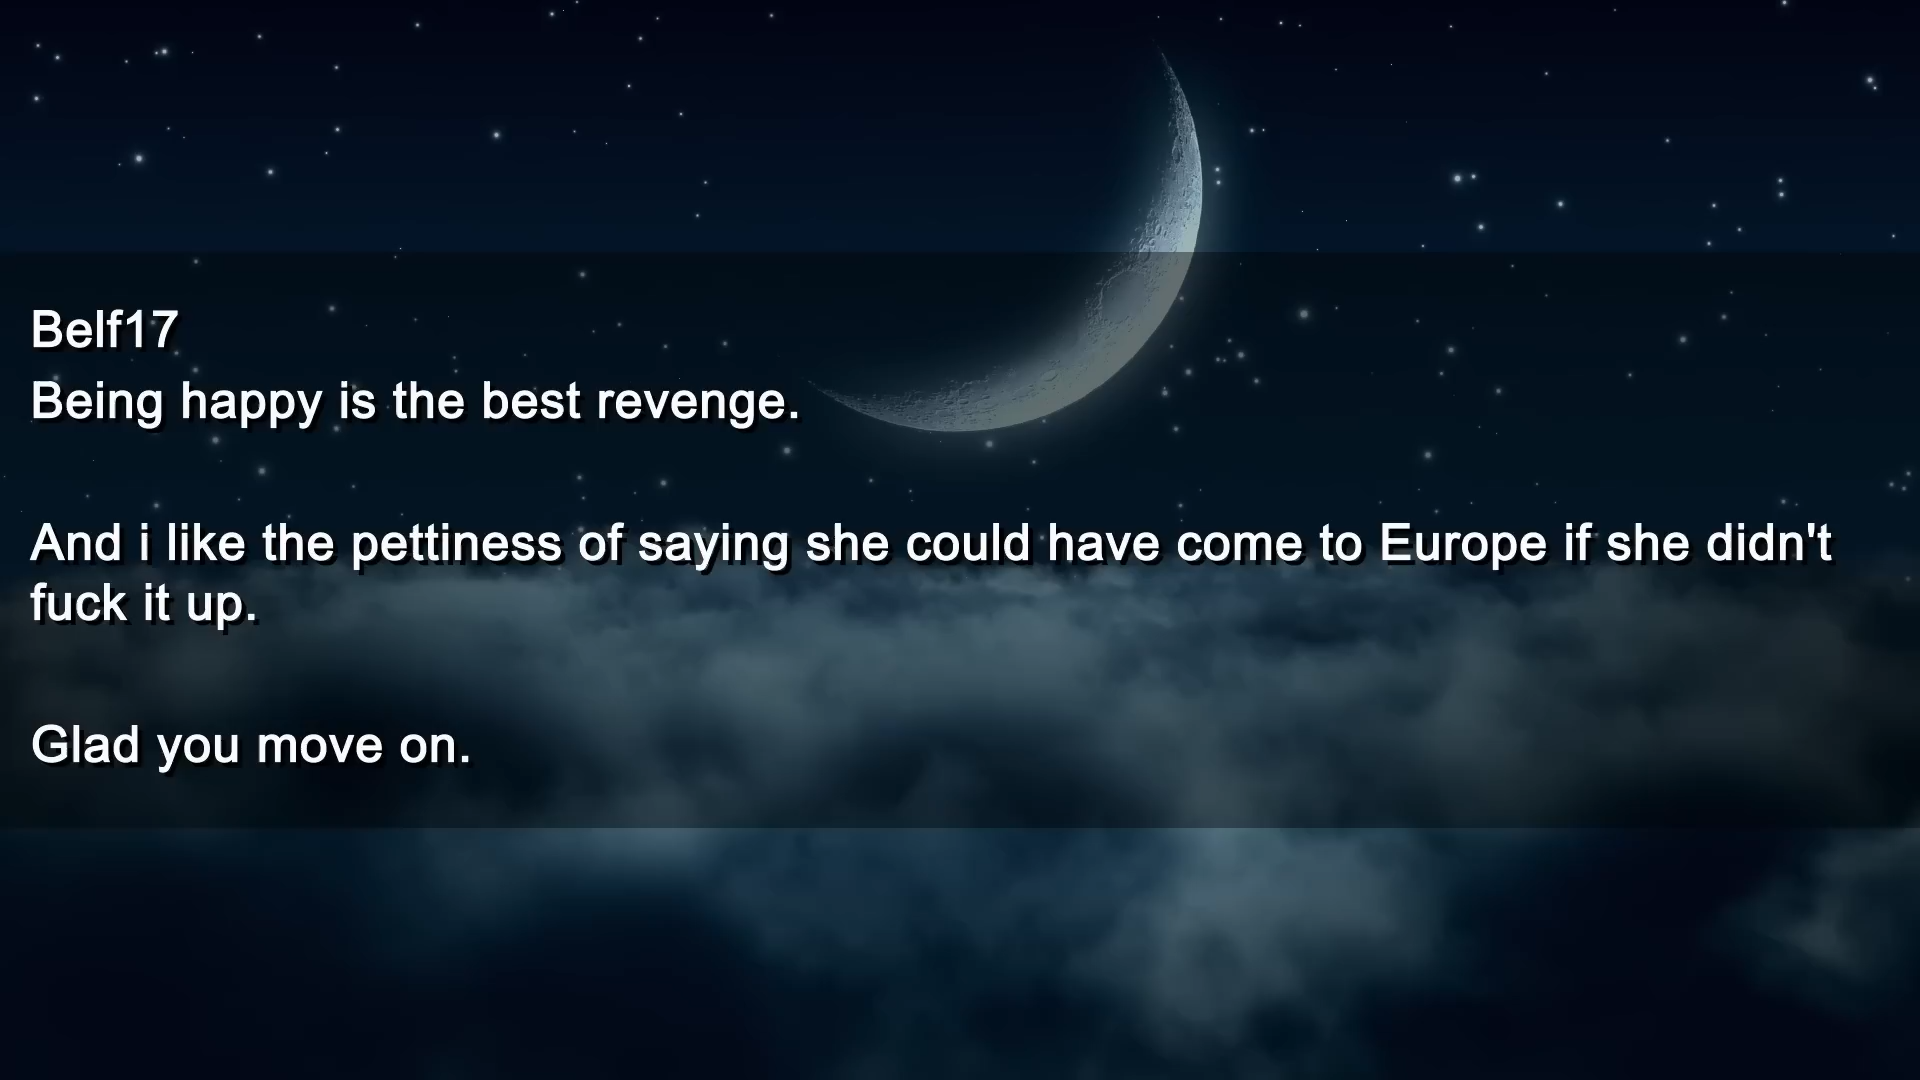 Belf17
Being happy is the best revenge.
And i like the pettiness of saying she could have come to Europe if she didn't
fuck it up.
Glad you move on.